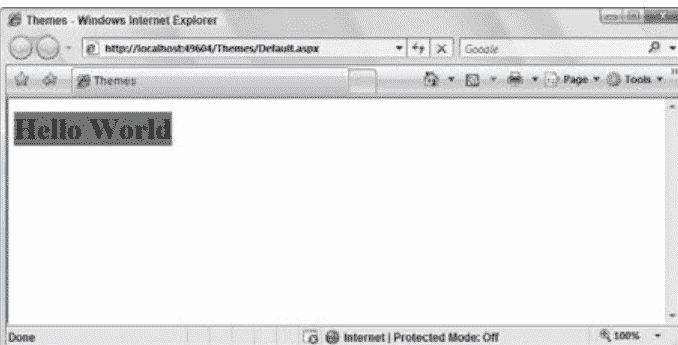 Themes - Windows Internet Explorer
http://localhost:49604/Themes/Default.aspx
Google
Themes
Page
Tools
Hello World
Done
Internet | Protected Mode: Off
100%